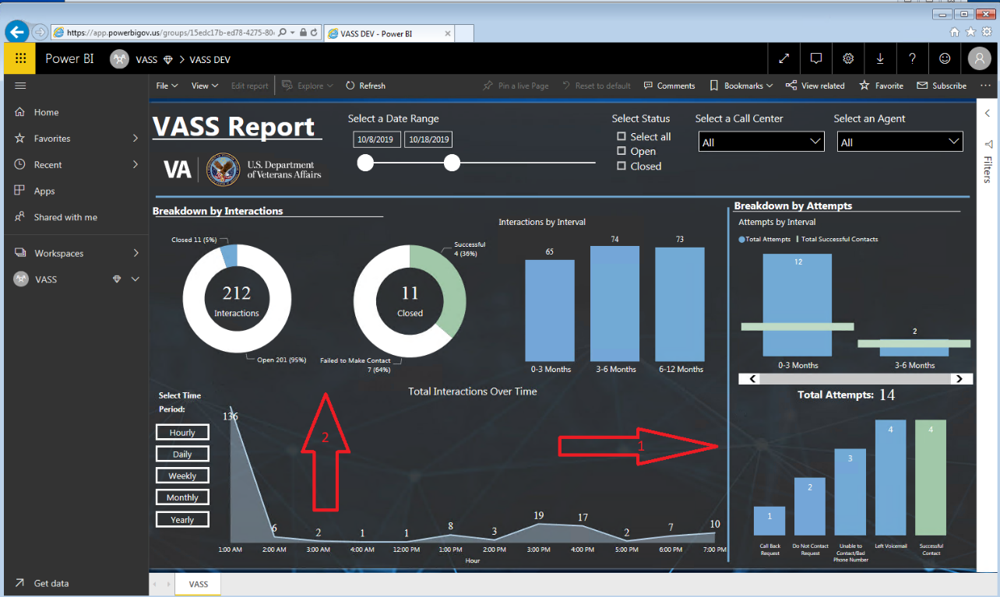 https://app.powerbigov.us/groups/15edc17b-ed78-4275-80
VASS DEV - Power BI
Power BI
VASS > VASS DEV
File
View
Edit report
Explore
Refresh
Pin a live Page
Reset to default
Comments
Bookmarks
View related
Favorite
Subscribe
Home
Favorites
Recent
Apps
Shared with me
Workspaces
VASS
Get data
VASS Report
VA
U.S. Department
of Veterans Affairs
Select a Date Range
10/8/2019
10/18/2019
Select Status
Select all
Open
Closed
Select a Call Center
All
Select an Agent
All
Filters
Breakdown by Interactions
Closed 11 (5%)
212
Interactions
Open 201 (95%)
Successful
4 (36%)
11
Closed
Failed to Make Contact
7 (64%)
Interactions by Interval
65
74
73
0-3 Months
3-6 Months
6-12 Months
Breakdown by Attempts
Attempts by Interval
Total Attempts
Total Successful Contacts
12
2
0-3 Months
3-6 Months
Select Time
Period:
Hourly
Daily
Weekly
Monthly
Yearly
Total Interactions Over Time
136
6
2
1
1
8
3
19
17
2
7
10
1:00 AM
2:00 AM
3:00 AM
4:00 AM
12:00 PM
1:00 PM
2:00 PM
3:00 PM
4:00 PM
5:00 PM
6:00 PM
7:00 PM
Hour
2
1
Total Attempts: 14
1
2
3
4
4
Call Back
Request
Do Not Contact
Request
Unable to
Contact/Bad
Phone Number
Left Voicemail
Successful
Contact
VASS